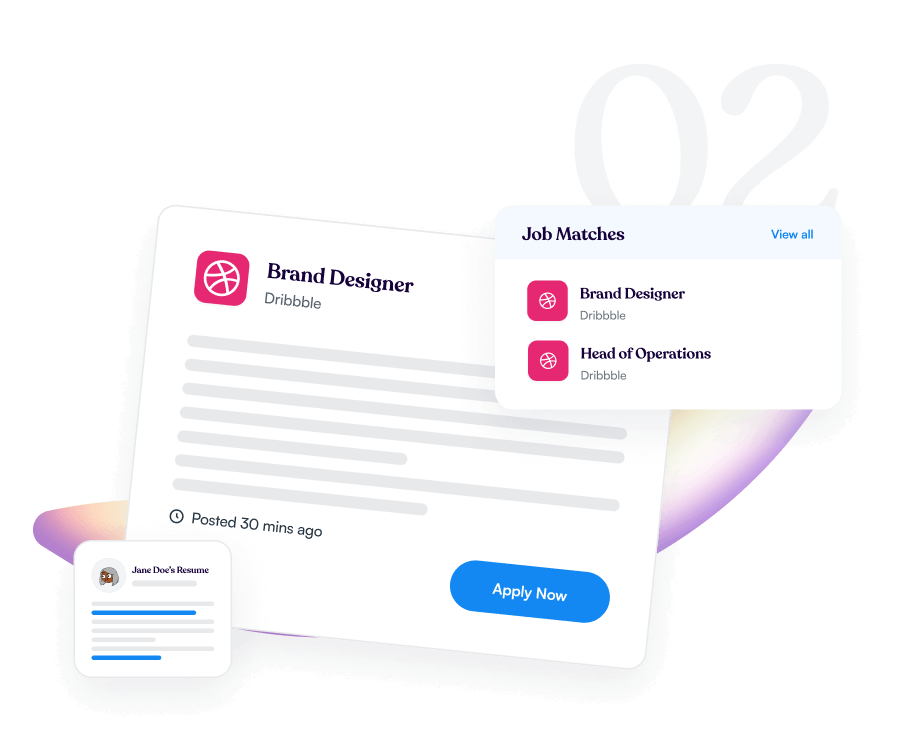 02
Job Matches
View all
Brand Designer
Dribbble
Head of Operations
Dribbble
Brand Designer
Dribbble
Posted 30 mins ago
Apply Now
Jane Doe's Resume